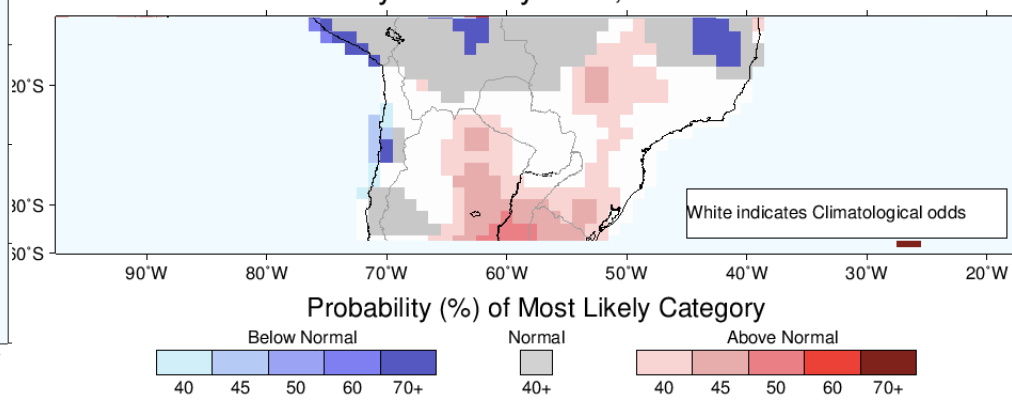 20°S
White indicates Climatological odds
30°S
60°S
90°W 80°W 70°W 60°W 50°W 40°W 30°W 20°W
Probability (%) of Most Likely Category
Below Normal Normal Above Normal
40 45 50 60 70+ 40+ 40 45 50 60 70+